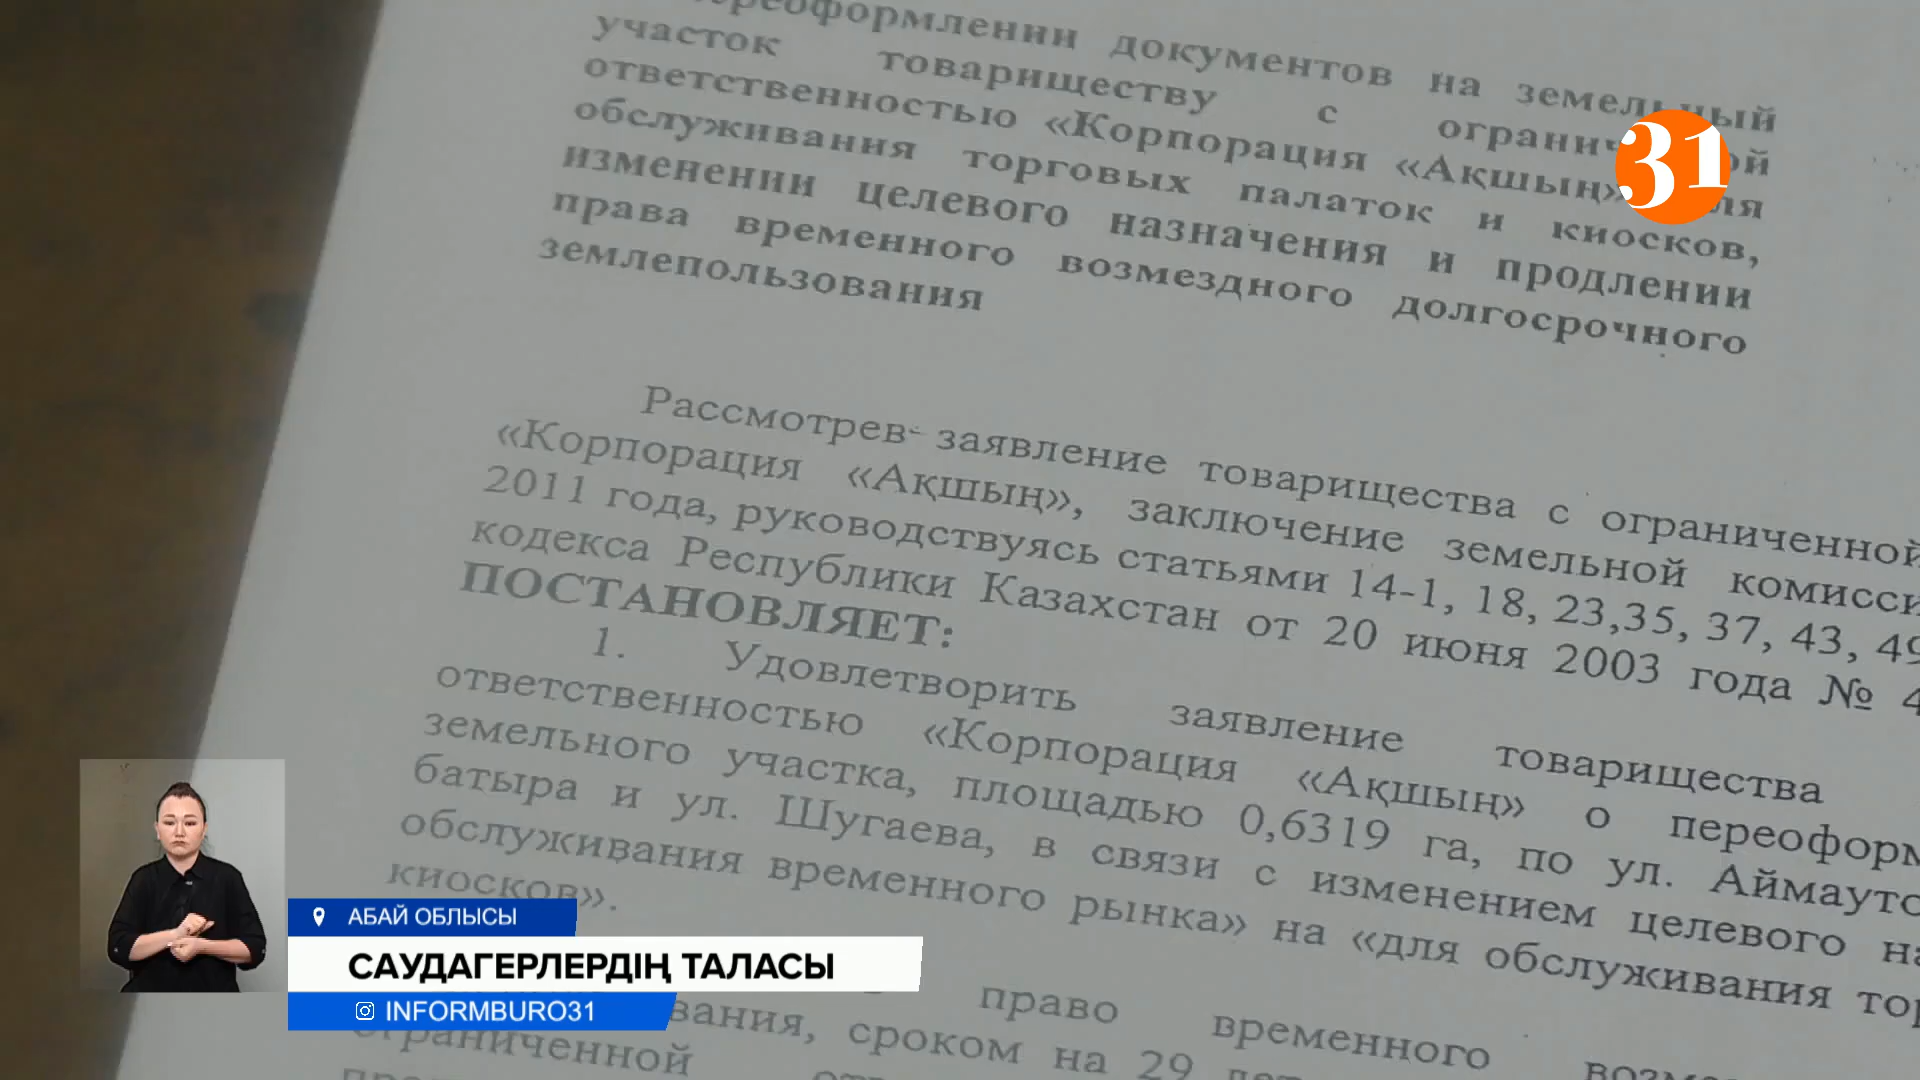 переоформлении документов на земельный
участок товариществу с ограниченной
ответственностью «Корпорация «Ақшың» для
обслуживания торговых палаток и киосков,
изменении целевого назначения и продлении
права временного возмездного долгосрочного
землепользования
31
Рассмотрев заявление товарищества с ограниченной
«Корпорация «Ақшың», заключение земельной комисси
2011 года, руководствуясь статьями 14-1, 18, 23,35, 37, 43, 49
кодекса Республики Казахстан от 20 июня 2003 года № 4
ПОСТАНОВЛЯЕТ:
1. Удовлетворить заявление товарищества
ответственностью «Корпорация «Ақшың» о переоформ
земельного участка, площадью 0,6319 га, по ул. Аймауто
батыра и ул. Шугаева, в связи с изменением целевого на
обслуживания временного рынка» на «для обслуживания тор
киосков».
право временного возм
вания, сроком на 29 лет
ограниченной
АБАЙ ОБЛЫСЫ
САУДАГЕРЛЕРДІҢ ТАЛАСЫ
INFORMBURO31